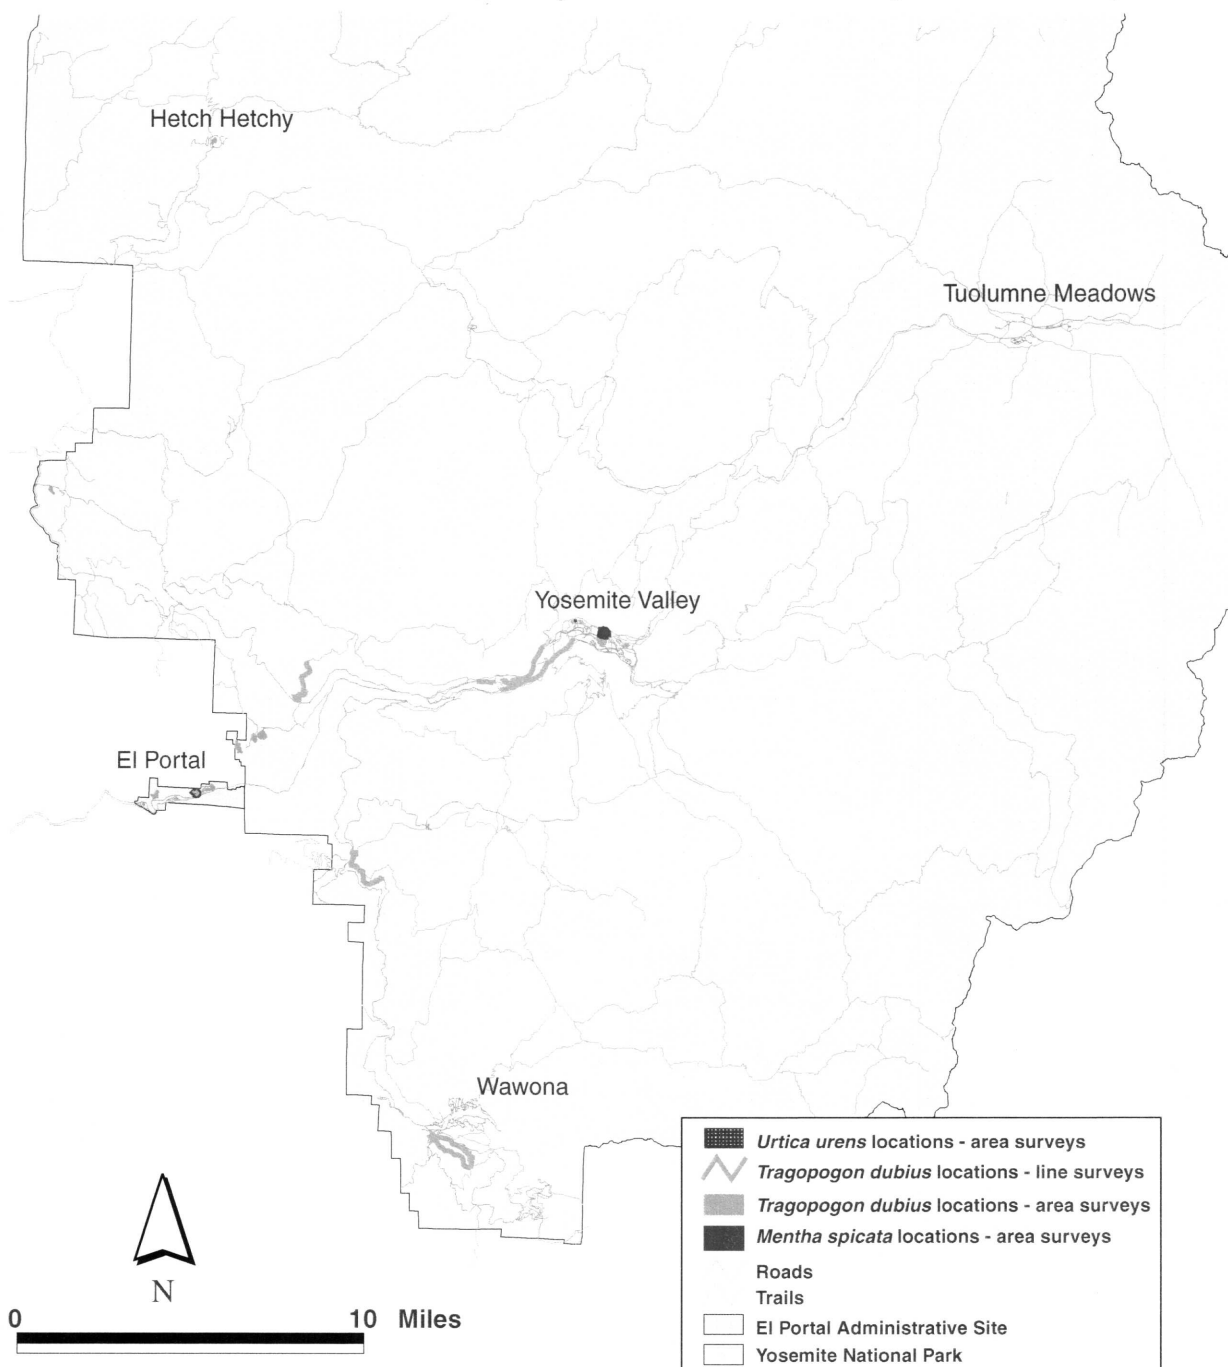 Hetch Hetchy
Tuolumne Meadows
Yosemite Valley
El Portal
Wawona
Urtica urens locations - area surveys
Tragopogon dubius locations - line surveys
Tragopogon dubius locations - area surveys
Mentha spicata locations - area surveys
Roads
Trails
El Portal Administrative Site
Yosemite National Park
N
0 10 Miles